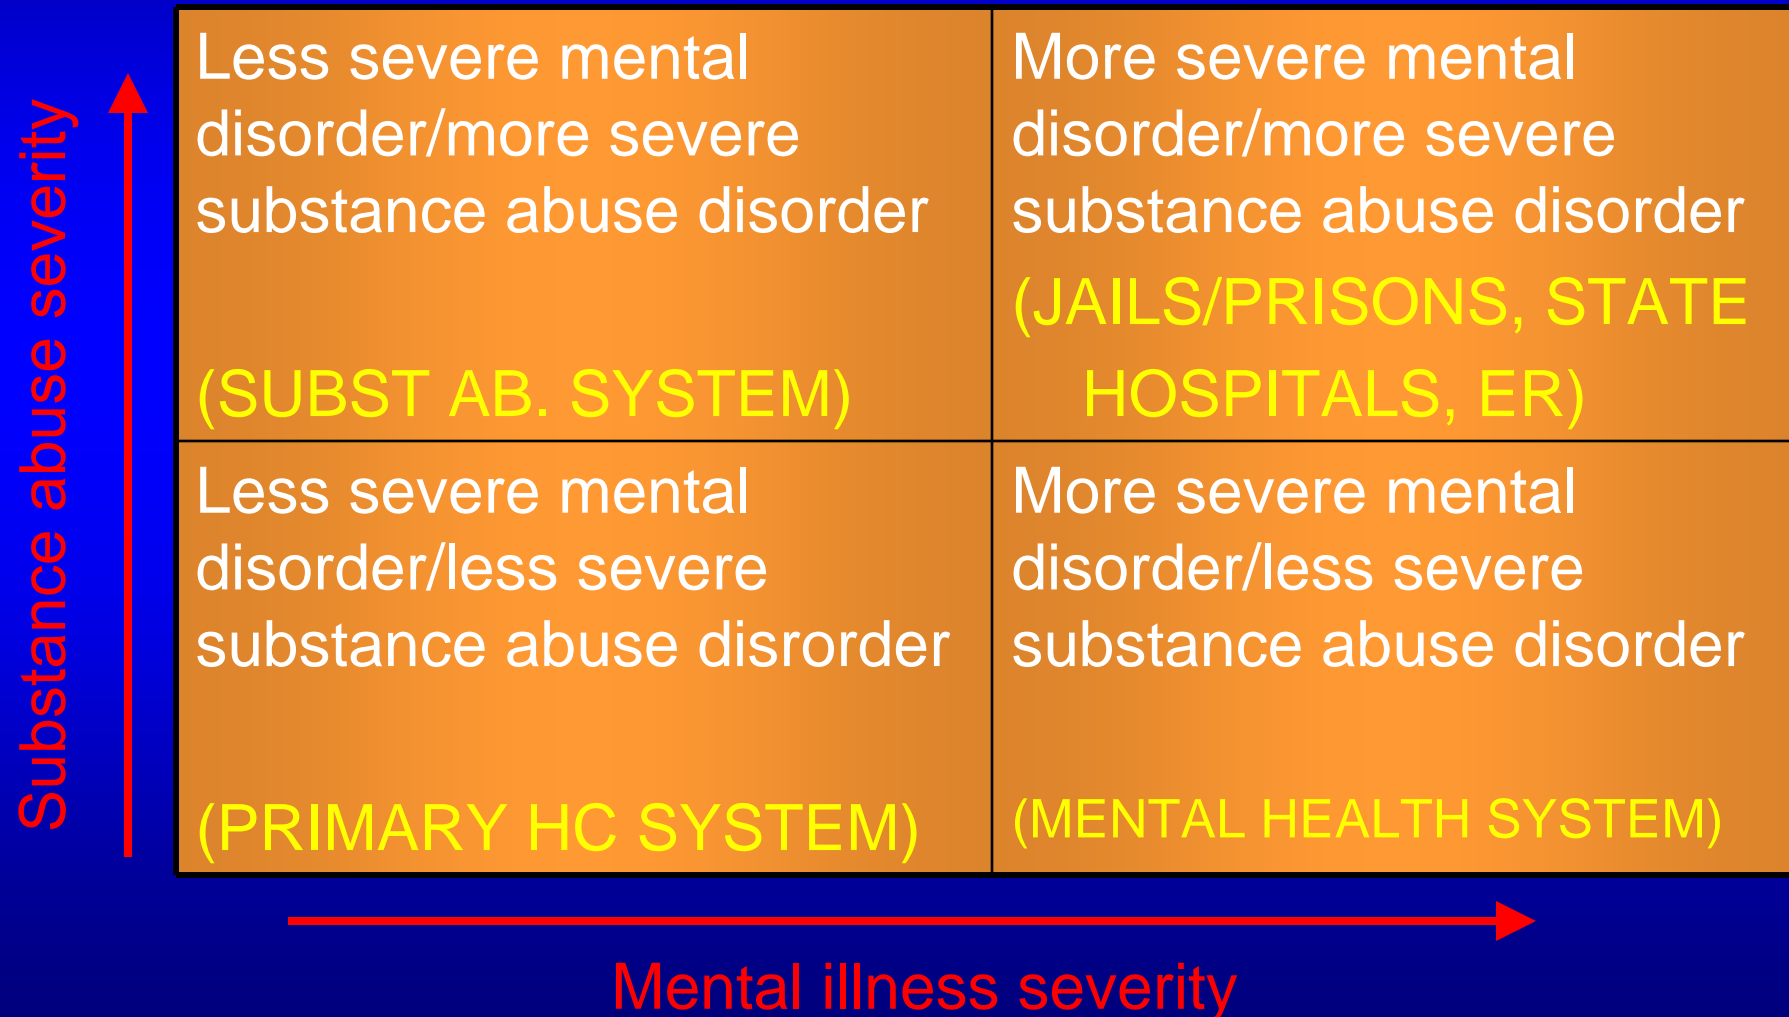 Substance abuse severity
Less severe mental
disorder/more severe
substance abuse disorder
(SUBST AB. SYSTEM)
More severe mental
disorder/more severe
substance abuse disorder
(JAILS/PRISONS, STATE
HOSPITALS, ER)
Less severe mental
disorder/less severe
substance abuse disrorder
(PRIMARY HC SYSTEM)
More severe mental
disorder/less severe
substance abuse disorder
(MENTAL HEALTH SYSTEM)
Mental illness severity